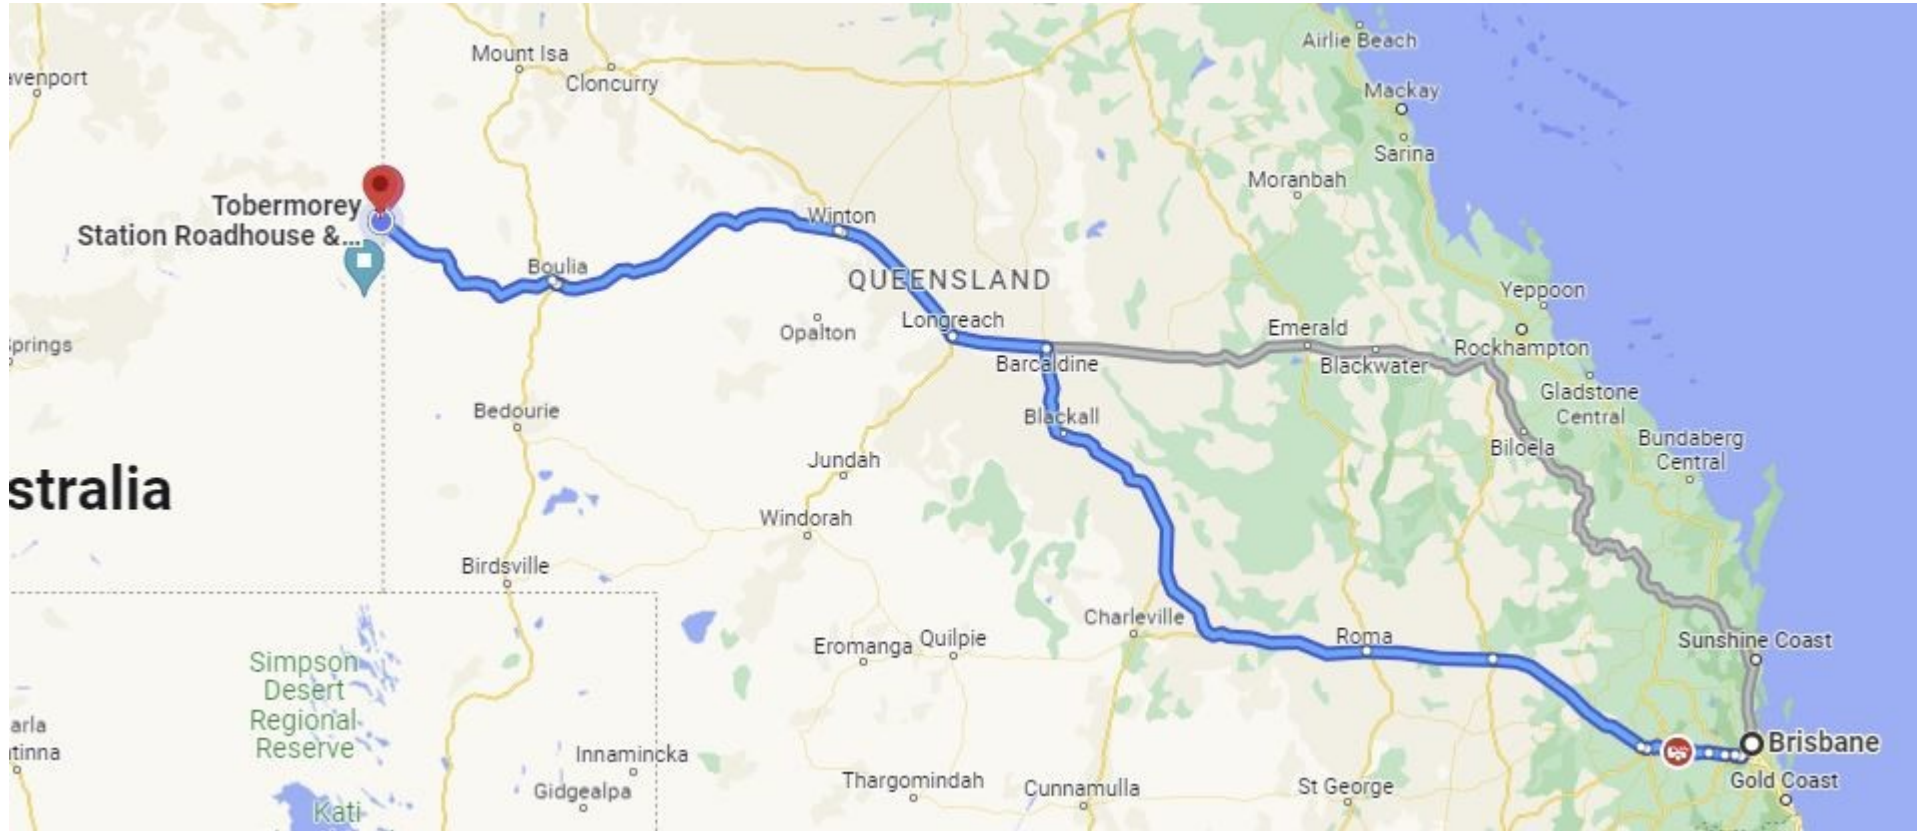 Airlie Beach
Mount Isa
avenport
Cloncurry
Mackay
Sarina
Moranbah
Tobermorey
Station Roadhouse &...
Winton
Boulia
QUEENSLAND
Yeppoon
Longreach
Opalton
Emerald
prings
Rockhampton
Barcaldine
Blackwater
Gladstone
Central
Bedourie
Blackall
Biloela
Bundaberg
Central
Jundah
stralia
Windorah
Birdsville
Charleville
Roma
Eromanga
Quilpie
Sunshine Coast
Simpson
Desert
Regional
Reserve
arla
tinna
Innamincka
Brisbane
Gold Coast
Thargomindah
Cunnamulla
St George
Gidgealpa
Kati